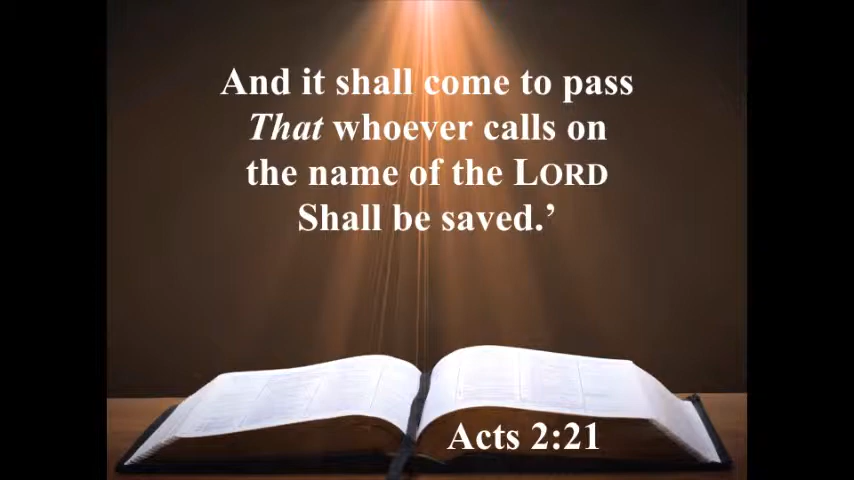 And it shall come to pass
That whoever calls on
the name of the LORD
Shall be saved.’
Acts 2:21